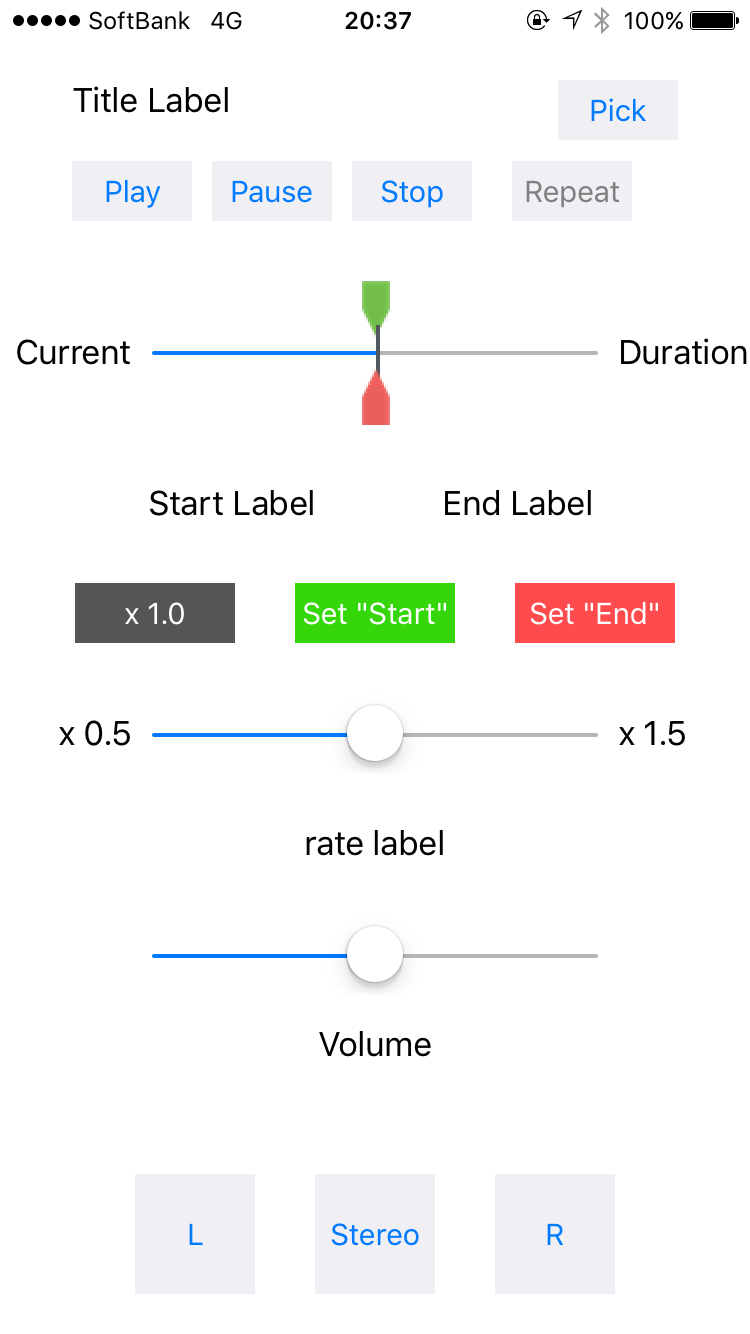 SoftBank 4G 20:37 100%
Title Label
Pick
Play Pause Stop Repeat
Current Duration
Start Label End Label
x 1.0 Set "Start" Set "End"
x 0.5 x 1.5
rate label
Volume
L Stereo R